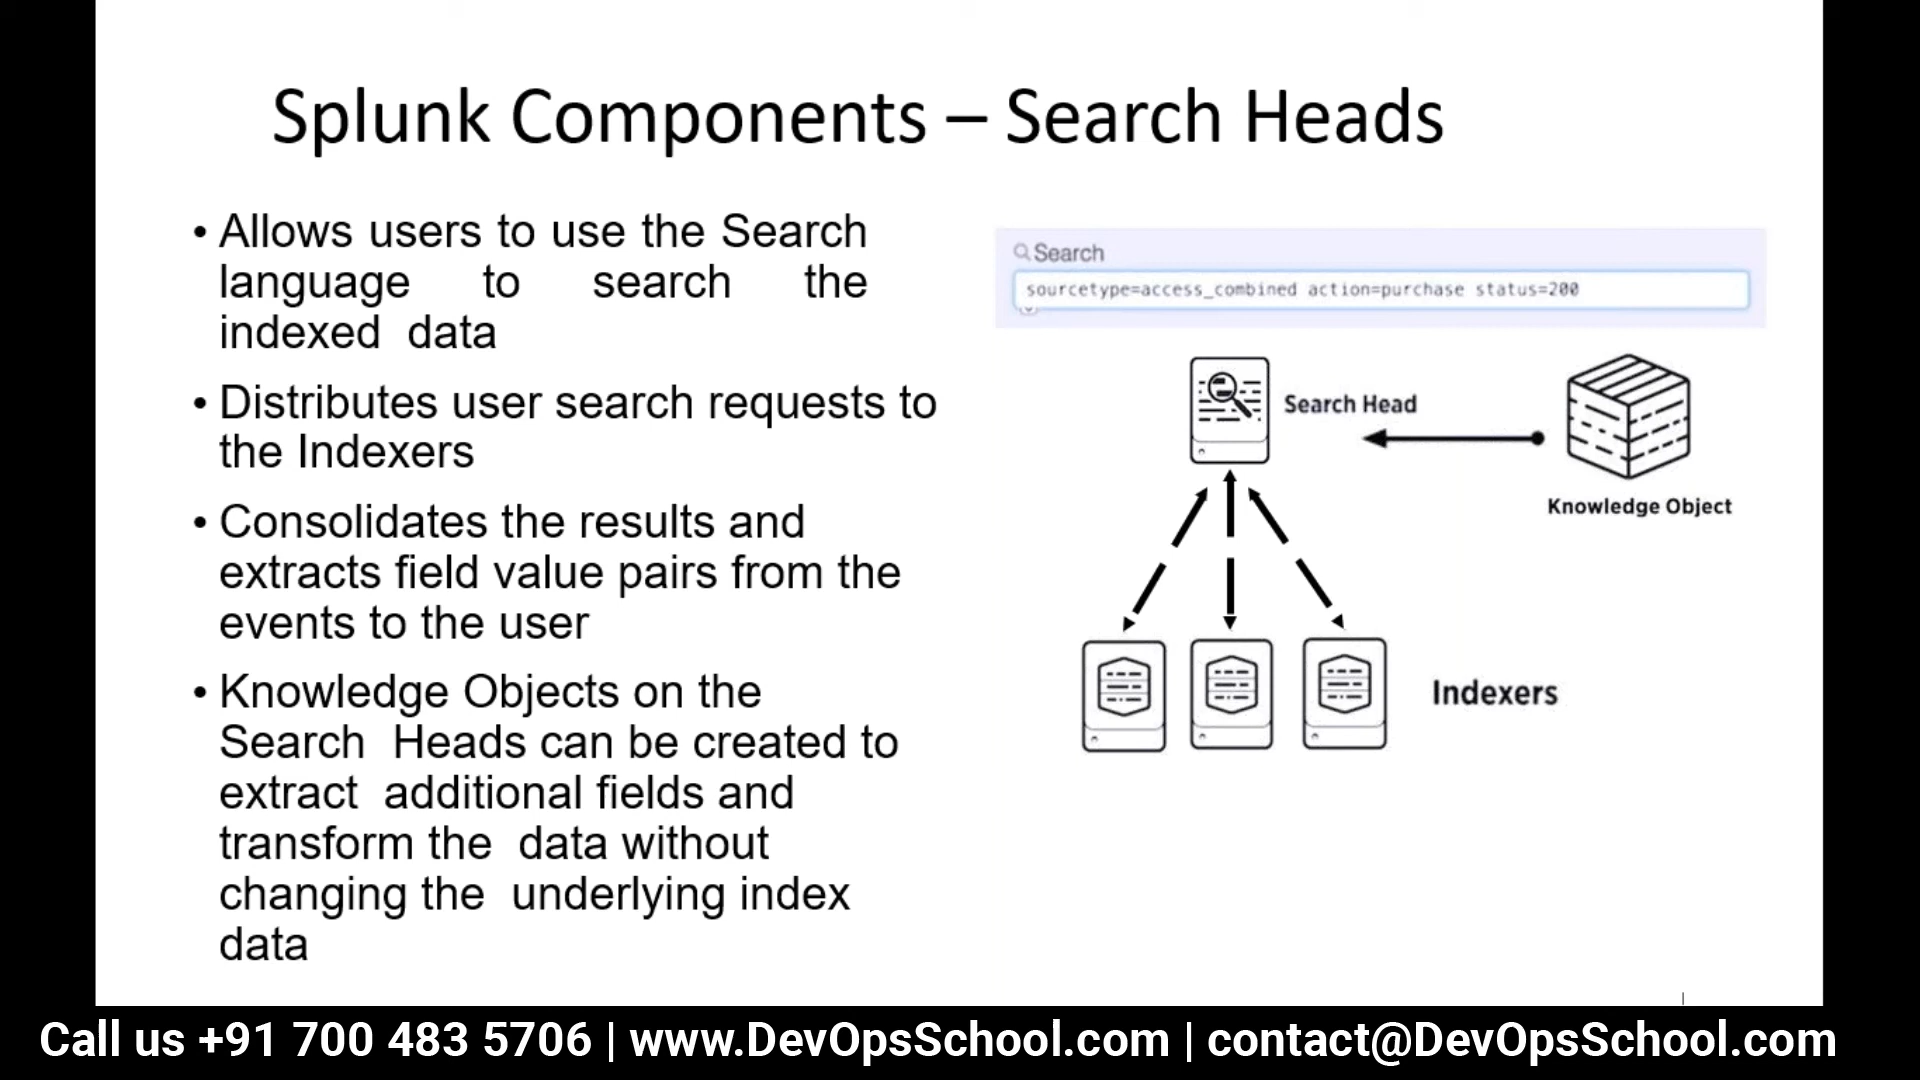 Splunk Components – Search Heads
• Allows users to use the Search
language to search the
indexed data
• Distributes user search requests to
the Indexers
• Consolidates the results and
extracts field value pairs from the
events to the user
• Knowledge Objects on the
Search Heads can be created to
extract additional fields and
transform the data without
changing the underlying index
data
Search
sourcetype=access_combined action=purchase status=200
Search Head
Knowledge Object
Indexers
Call us +91 700 483 5706 | www.DevOpsSchool.com | contact@DevOpsSchool.com